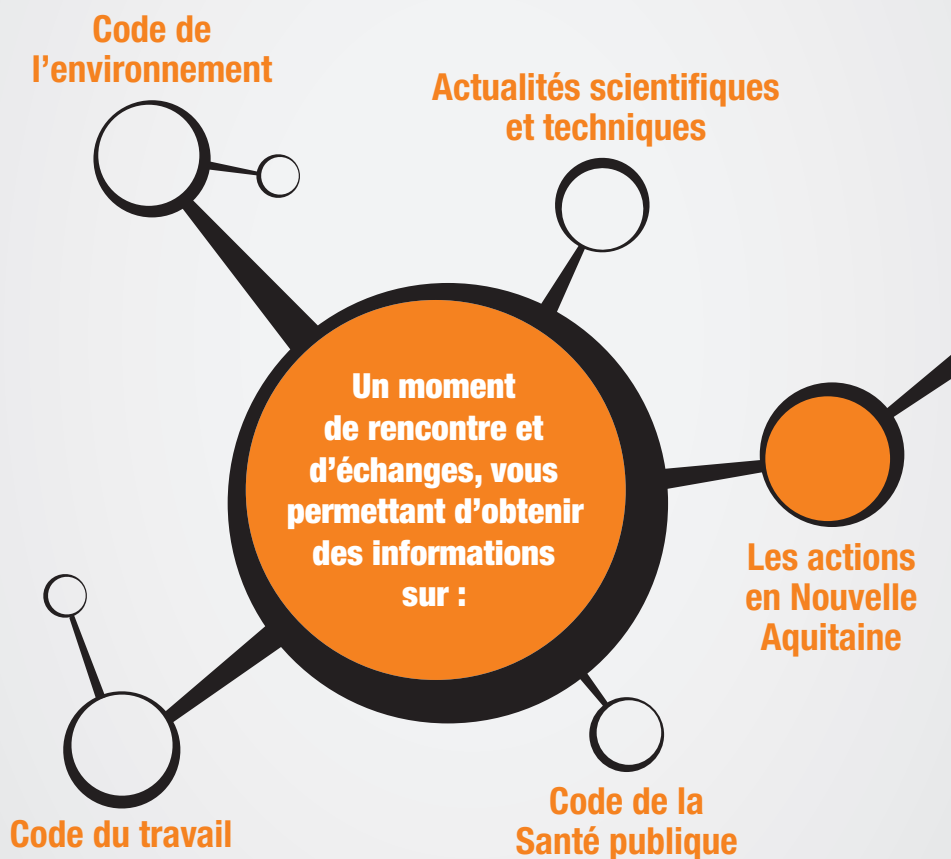 Code de
l’environnement
Actualités scientifiques
et techniques
Un moment
de rencontre et
d’échanges, vous
permettant d’obtenir
des informations
sur :
Les actions
en Nouvelle
Aquitaine
Code de la
Santé publique
Code du travail